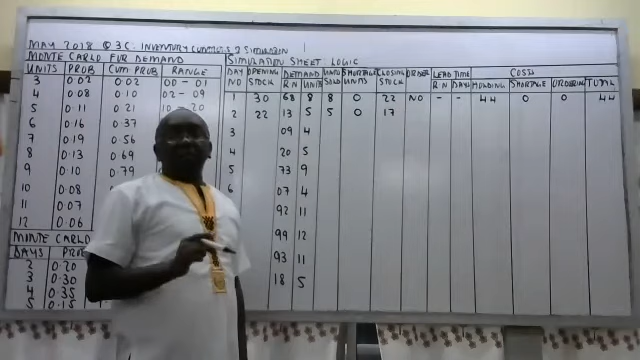 MAY 2018 Q3C: INVENTORY CONTROLS & SIMULATION
MONTE CARLO FOR DEMAND
UNITS PROB CUM PROB RANGE
3 0.02 0.02 00 - 01
4 0.08 0.10 02 - 09
5 0.11 0.21 10 - 20
6 0.16 0.37
7 0.19 0.56
8 0.13 0.69
9 0.10 0.79
10 0.08
11 0.07
12 0.06
MONTE CARLO
DAYS PROB
2 0.20
3 0.30
4 0.35
5 0.15
SIMULATION SHEET: LOGIC
DAY NO OPENING STOCK DEMAND R.N UNITS UNITS SOLD SHORTAGE UNITS CLOSING STOCK ORDER LEAD TIME R.N DAYS COSTS HOLDING SHORTAGE ORDERING TOTAL
1 30 68 8 8 0 22 NO - - 44 0 0 44
2 22 13 5 5 0 17
3 09 4
4 20 5
5 73 9
6 07 4
92 11
99 12
93 11
18 5